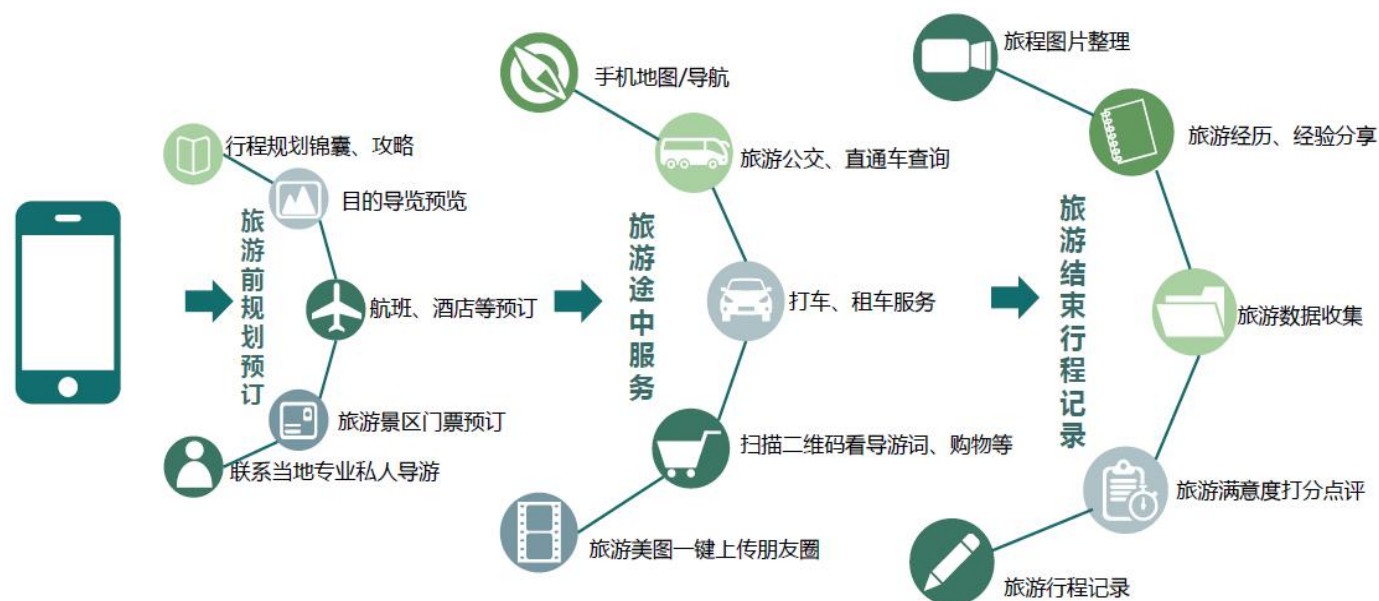 旅游前规划预订
行程规划锦囊、攻略
目的导览预览
航班、酒店等预订
旅游景区门票预订
联系当地专业私人导游
旅游途中服务
手机地图/导航
旅游公交、直通车查询
打车、租车服务
扫描二维码看导游词、购物等
旅游美图一键上传朋友圈
旅游结束行程记录
旅程图片整理
旅游经历、经验分享
旅游数据收集
旅游满意度打分点评
旅游行程记录